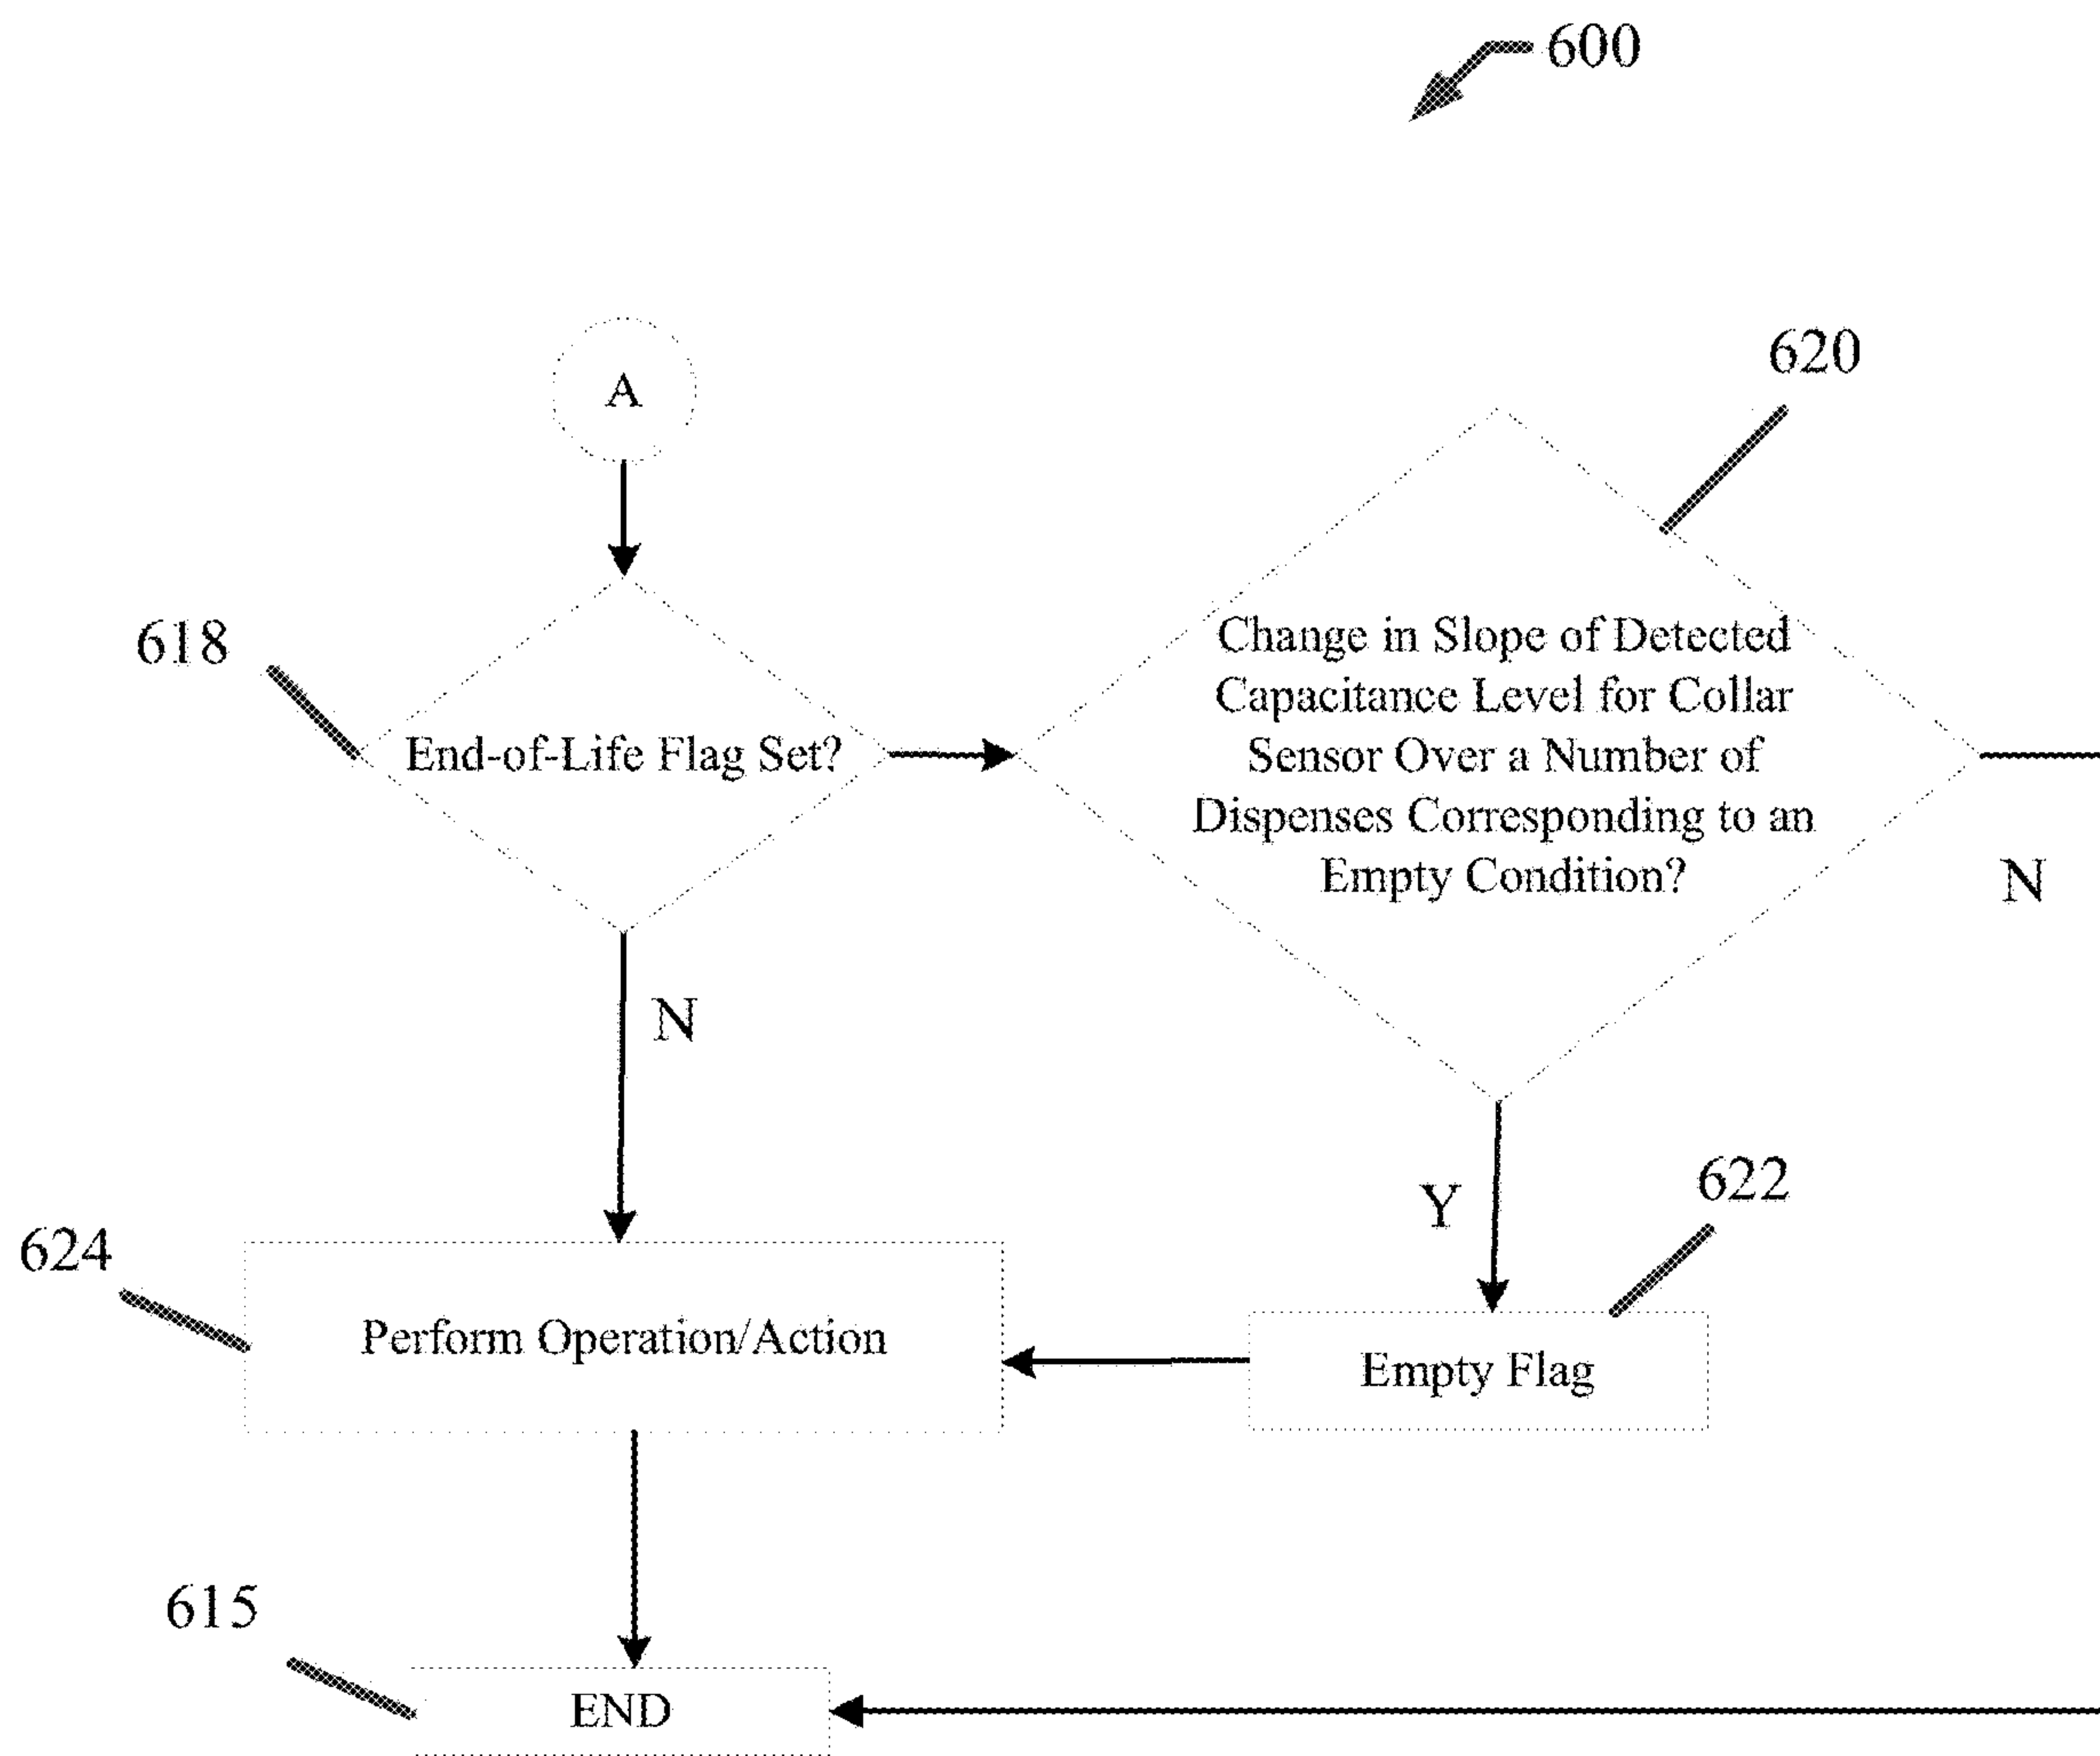 600
A
620
618
End-of-Life Flag Set?
Change in Slope of Detected
Capacitance Level for Collar
Sensor Over a Number of
Dispenses Corresponding to an
Empty Condition?
N
N
Y
622
624
Perform Operation/Action
Empty Flag
615
END